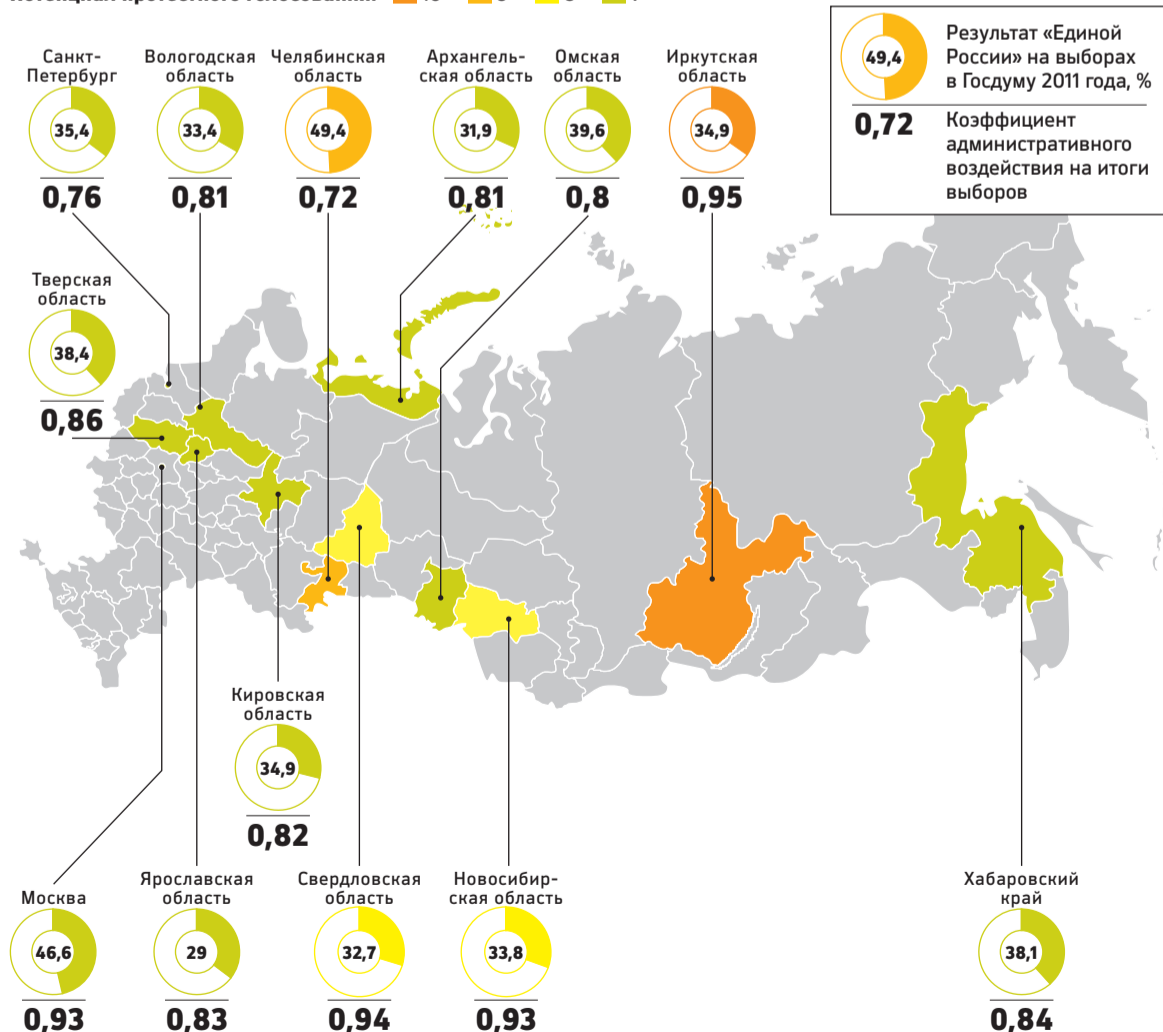 Результат «Единой
России» на выборах
в Госдуму 2011 года, %
49,4
0,72
Коэффициент
административного
воздействия на итоги
выборов
Санкт-
Петербург
35,4
0,76
Вологодская
область
33,4
0,81
Челябинская
область
49,4
0,72
Архангель-
ская область
31,9
0,81
Омская
область
39,6
0,8
Иркутская
область
34,9
0,95
Тверская
область
38,4
0,86
Кировская
область
34,9
0,82
Москва
46,6
0,93
Ярославская
область
29
0,83
Свердловская
область
32,7
0,94
Новосибир-
ская область
33,8
0,93
Хабаровский
край
38,1
0,84